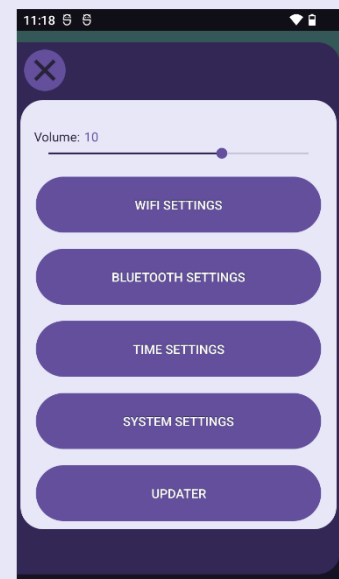 11:18
Volume: 10
WIFI SETTINGS
BLUETOOTH SETTINGS
TIME SETTINGS
SYSTEM SETTINGS
UPDATER